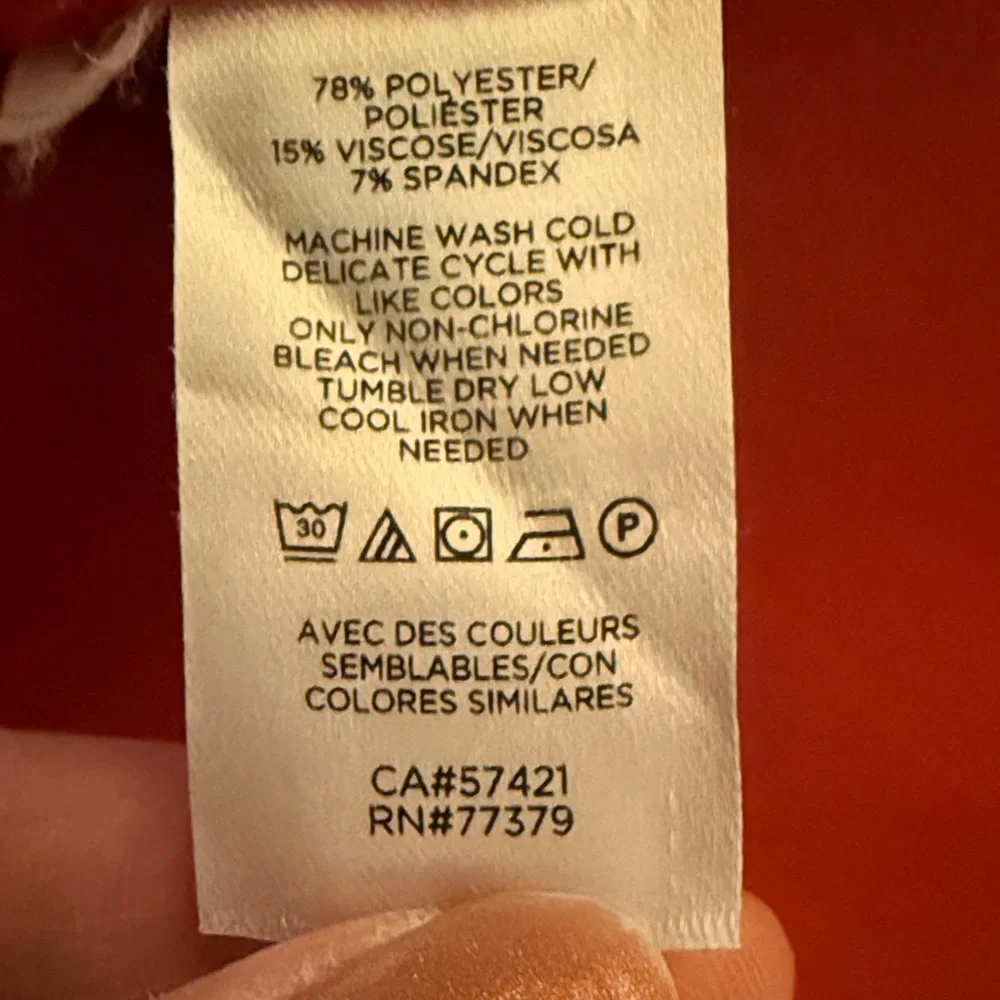 78% POLYESTER/
POLIÉSTER
15% VISCOSE/VISCOSA
7% SPANDEX
MACHINE WASH COLD
DELICATE CYCLE WITH
LIKE COLORS
ONLY NON-CHLORINE
BLEACH WHEN NEEDED
TUMBLE DRY LOW
COOL IRON WHEN
NEEDED
30 P
AVEC DES COULEURS
SEMBLABLES/CON
COLORES SIMILARES
CA#57421
RN#77379